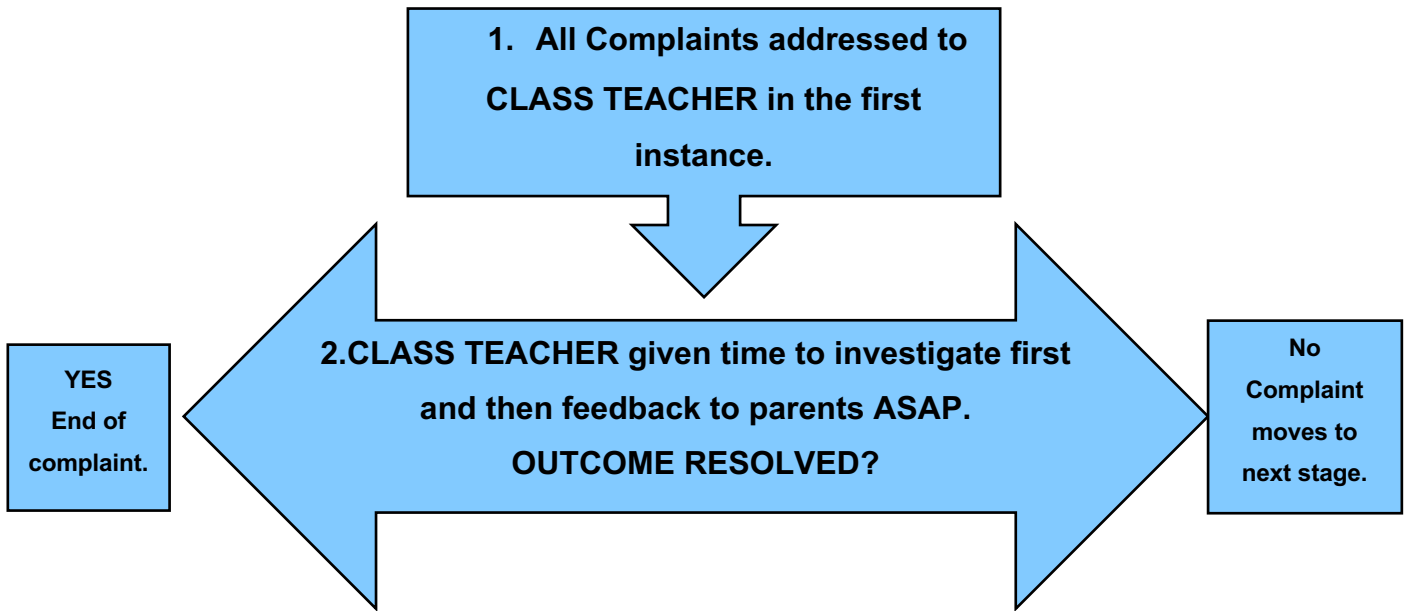 1. All Complaints addressed to
CLASS TEACHER in the first
instance.
2.CLASS TEACHER given time to investigate first
and then feedback to parents ASAP.
OUTCOME RESOLVED?
YES
End of
complaint.
No
Complaint
moves to
next stage.